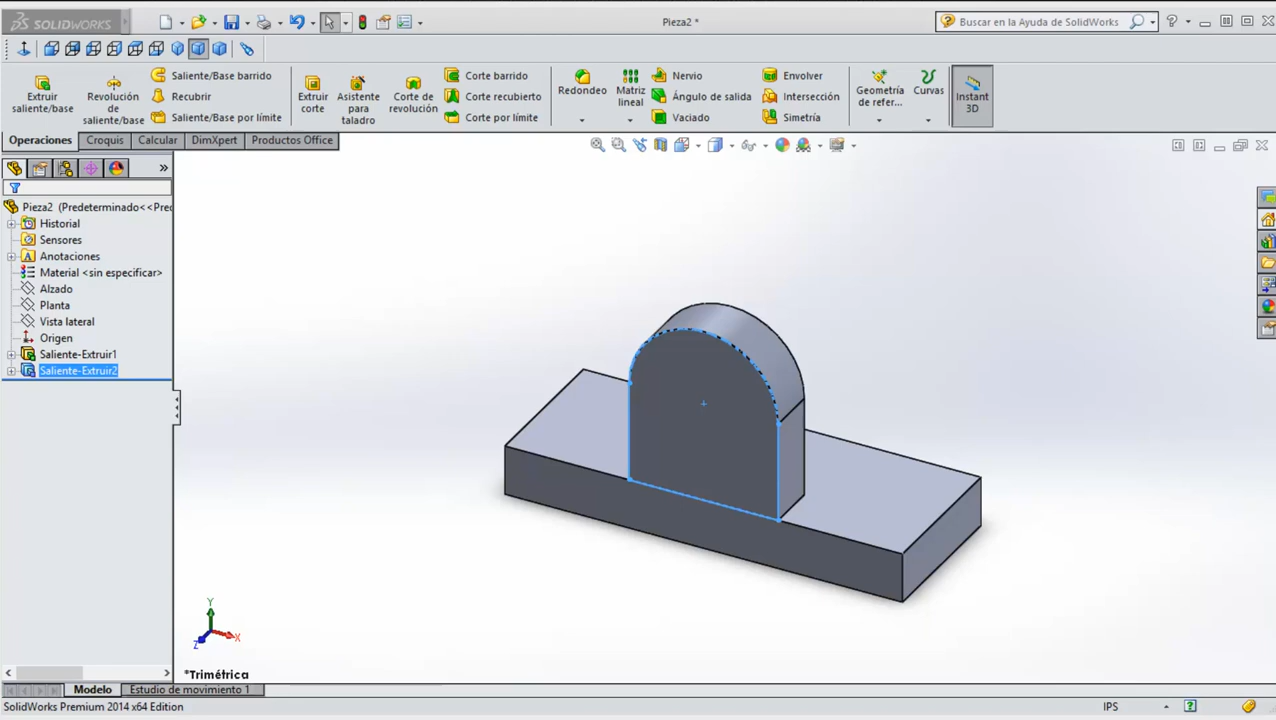 SOLIDWORKS
Pieza2 *
Buscar en la Ayuda de SolidWorks
Extruir saliente/base
Revolución de saliente/base
Saliente/Base barrido
Recubrir
Saliente/Base por límite
Extruir corte
Asistente para taladro
Corte de revolución
Corte barrido
Corte recubierto
Corte por límite
Redondeo
Matriz lineal
Nervio
Ángulo de salida
Vaciado
Envolver
Intersección
Simetría
Geometría de refer...
Curvas
Instant 3D
Operaciones
Croquis
Calcular
DimXpert
Productos Office
Pieza2 (Predeterminado<<Pred
Historial
Sensores
Anotaciones
Material <sin especificar>
Alzado
Planta
Vista lateral
Origen
Saliente-Extruir1
Saliente-Extruir2
Y
X
Z
*Trimétrica
Modelo
Estudio de movimiento 1
SolidWorks Premium 2014 x64 Edition
IPS